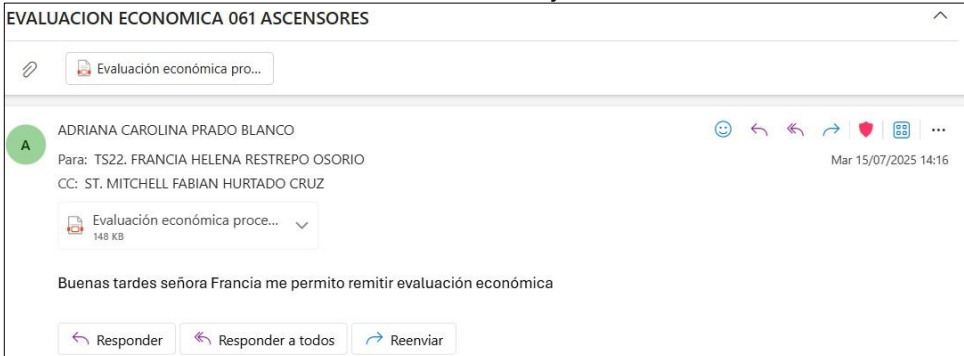 EVALUACION ECONOMICA 061 ASCENSORES
Evaluación económica pro...
A
ADRIANA CAROLINA PRADO BLANCO
Para: TS22. FRANCIA HELENA RESTREPO OSORIO
Mar 15/07/2025 14:16
CC: ST. MITCHELL FABIAN HURTADO CRUZ
Evaluación económica proce...
148 KB
Buenas tardes señora Francia me permito remitir evaluación económica
Responder Responder a todos Reenviar